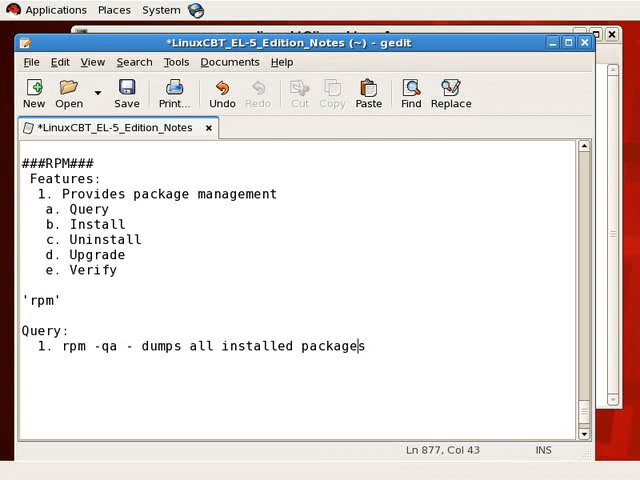 Applications Places System
*LinuxCBT_EL-5_Edition_Notes (~) - gedit
File Edit View Search Tools Documents Help
New Open Save Print... Undo Redo Cut Copy Paste Find Replace
*LinuxCBT_EL-5_Edition_Notes
###RPM###
Features:
1. Provides package management
a. Query
b. Install
c. Uninstall
d. Upgrade
e. Verify
'rpm'
Query:
1. rpm -qa - dumps all installed packages
Ln 877, Col 43 INS